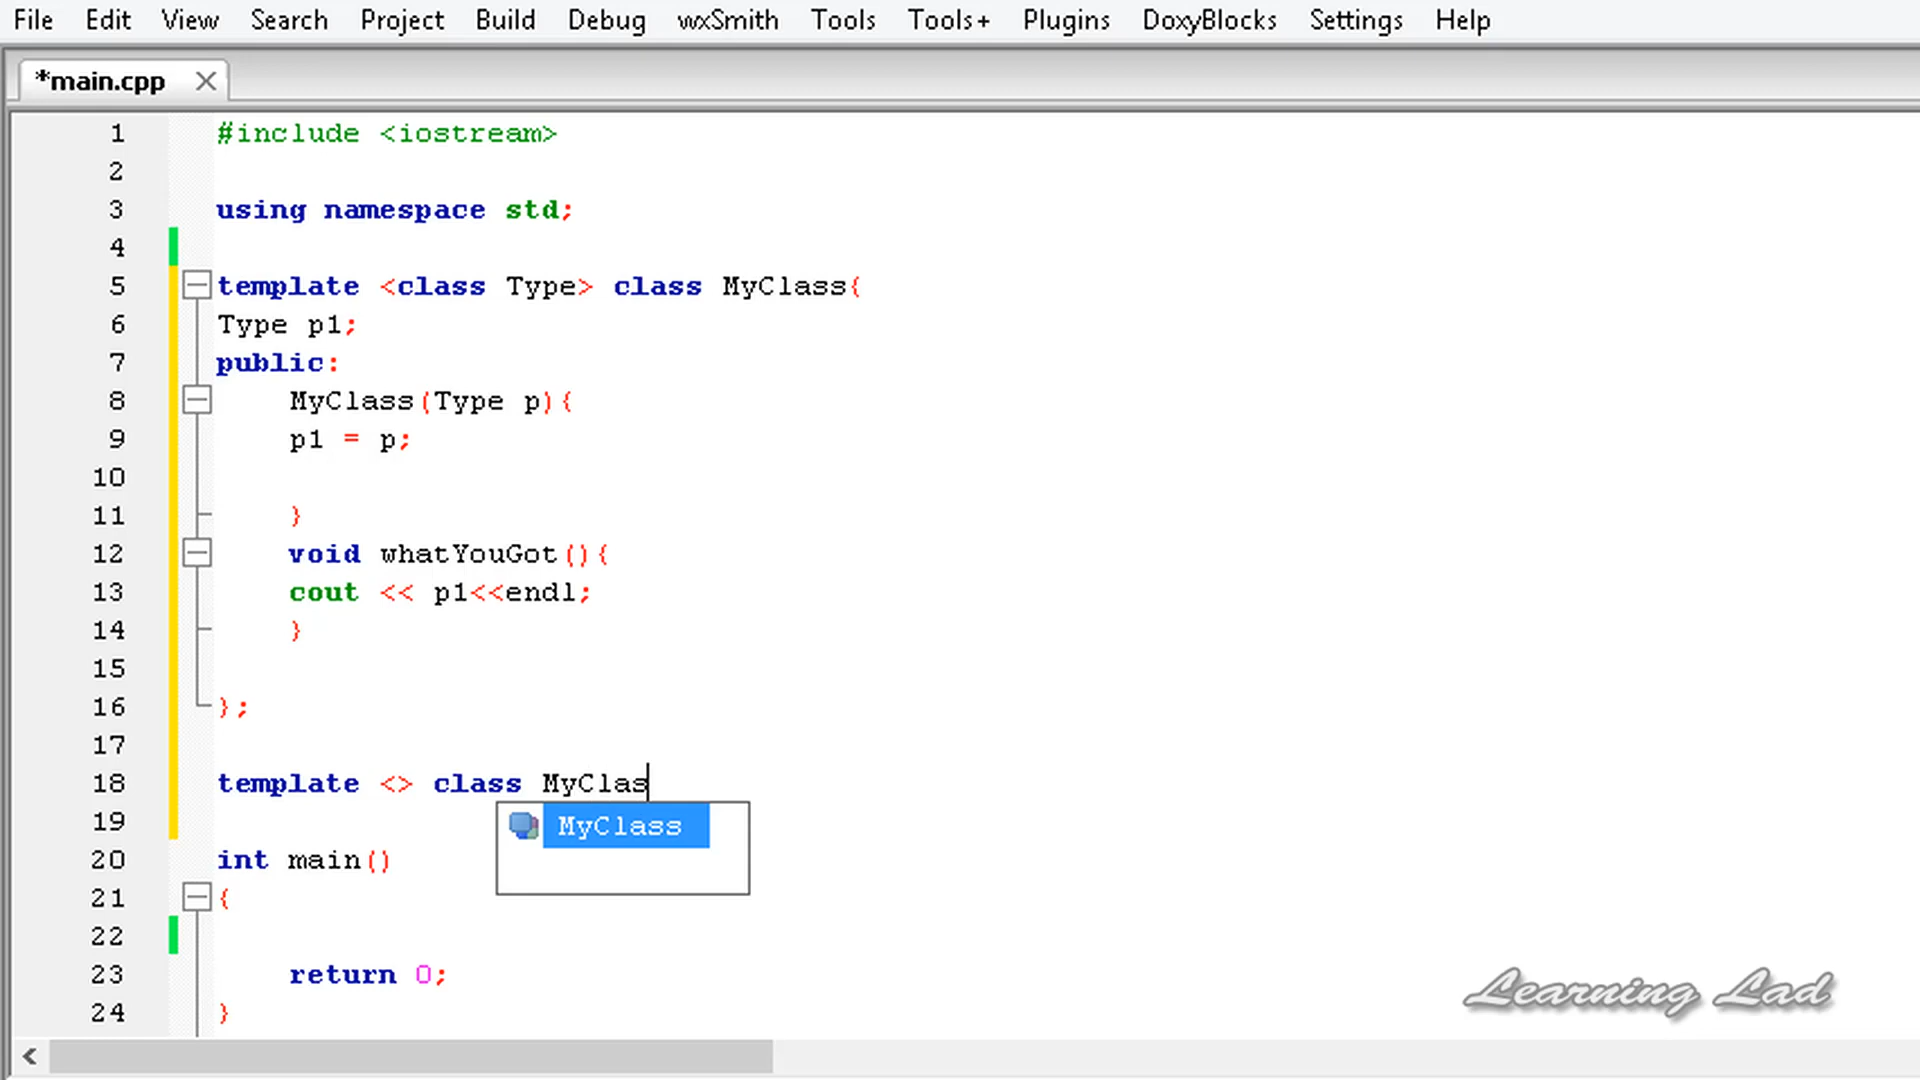 File Edit View Search Project Build Debug wxSmith Tools Tools+ Plugins DoxyBlocks Settings Help
*main.cpp
1 #include <iostream>
2
3 using namespace std;
4
5 template <class Type> class MyClass{
6 Type p1;
7 public:
8 MyClass(Type p){
9 p1 = p;
10
11 }
12 void whatYouGot(){
13 cout << p1<<endl;
14 }
15
16 };
17
18 template <> class MyClas
MyClass
19
20 int main()
21 {
22
23 return 0;
24 }
Learning Lad